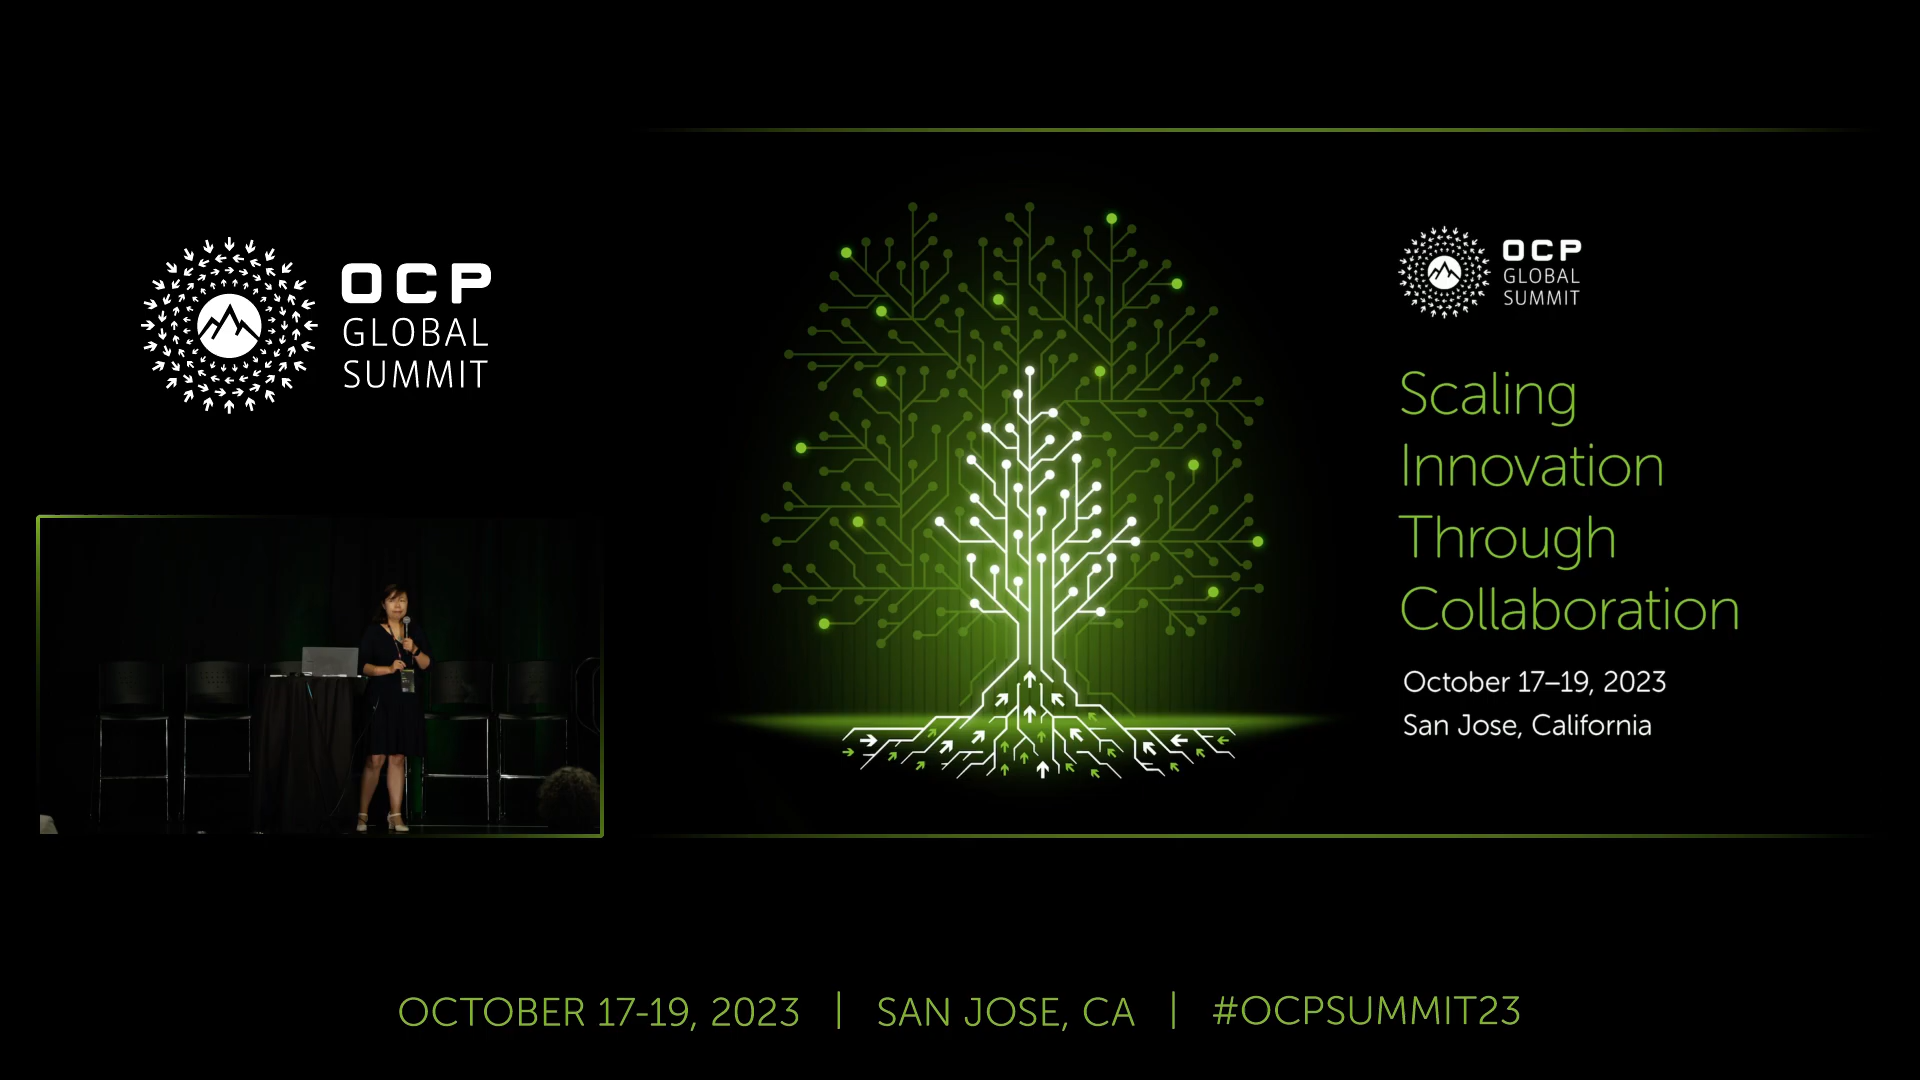 OCP
GLOBAL
SUMMIT
OCP
GLOBAL
SUMMIT
Scaling
Innovation
Through
Collaboration
October 17–19, 2023
San Jose, California
OCTOBER 17-19, 2023 | SAN JOSE, CA | #OCPSUMMIT23